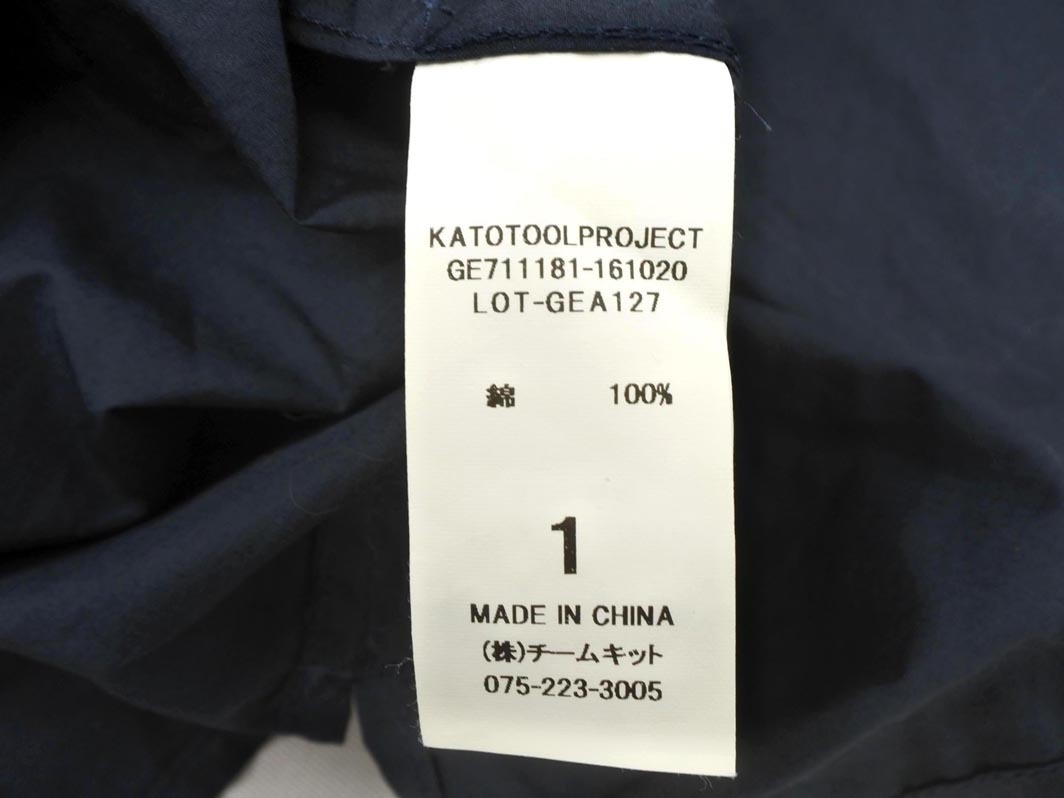 KATOTOOLPROJECT
GE711181-161020
LOT-GEA127
綿 100%
1
MADE IN CHINA
(株)チームキット
075-223-3005